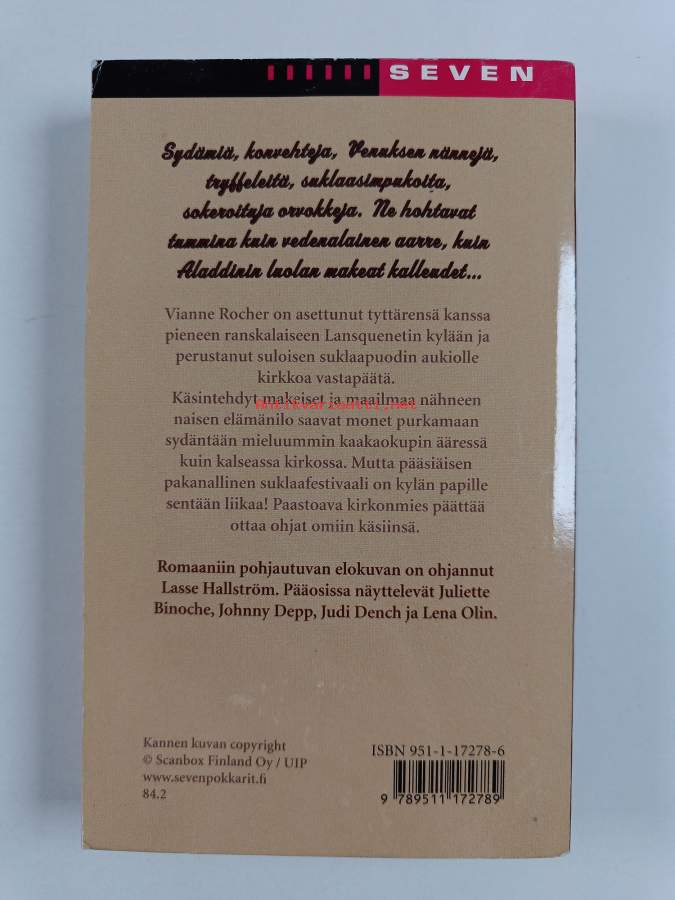 SEVEN
Sydämiä, konvehteja, Venuksen nännejä,
tryffeleitä, suklaasimpukoita,
sokeroituja orvokkeja. Ne hohtavat
tummina kuin vedenalainen aarre, kuin
Aladdinin luolan makeat kalleudet...
Vianne Rocher on asettunut tyttärensä kanssa
pieneen ranskalaiseen Lansquenetin kylään ja
perustanut suloisen suklaapuodin aukiolle
kirkkoa vastapäätä.
Käsintehdyt makeiset ja maailmaa nähneen
Antikvariaatti.net
naisen elämänilo saavat monet purkamaan
sydäntään mieluummin kaakaokupin ääressä
kuin kalseassa kirkossa. Mutta pääsiäisen
pakanallinen suklaafestivaali on kylän papille
sentään liikaa! Paastoava kirkonmies päättää
ottaa ohjat omiin käsiinsä.
Romaaniin pohjautuvan elokuvan on ohjannut
Lasse Hallström. Pääosissa näyttelevät Juliette
Binoche, Johnny Depp, Judi Dench ja Lena Olin.
Kannen kuvan copyright
© Scanbox Finland Oy / UIP
www.sevenpokkarit.fi
84.2
ISBN 951-1-17278-6
9 789511 172789